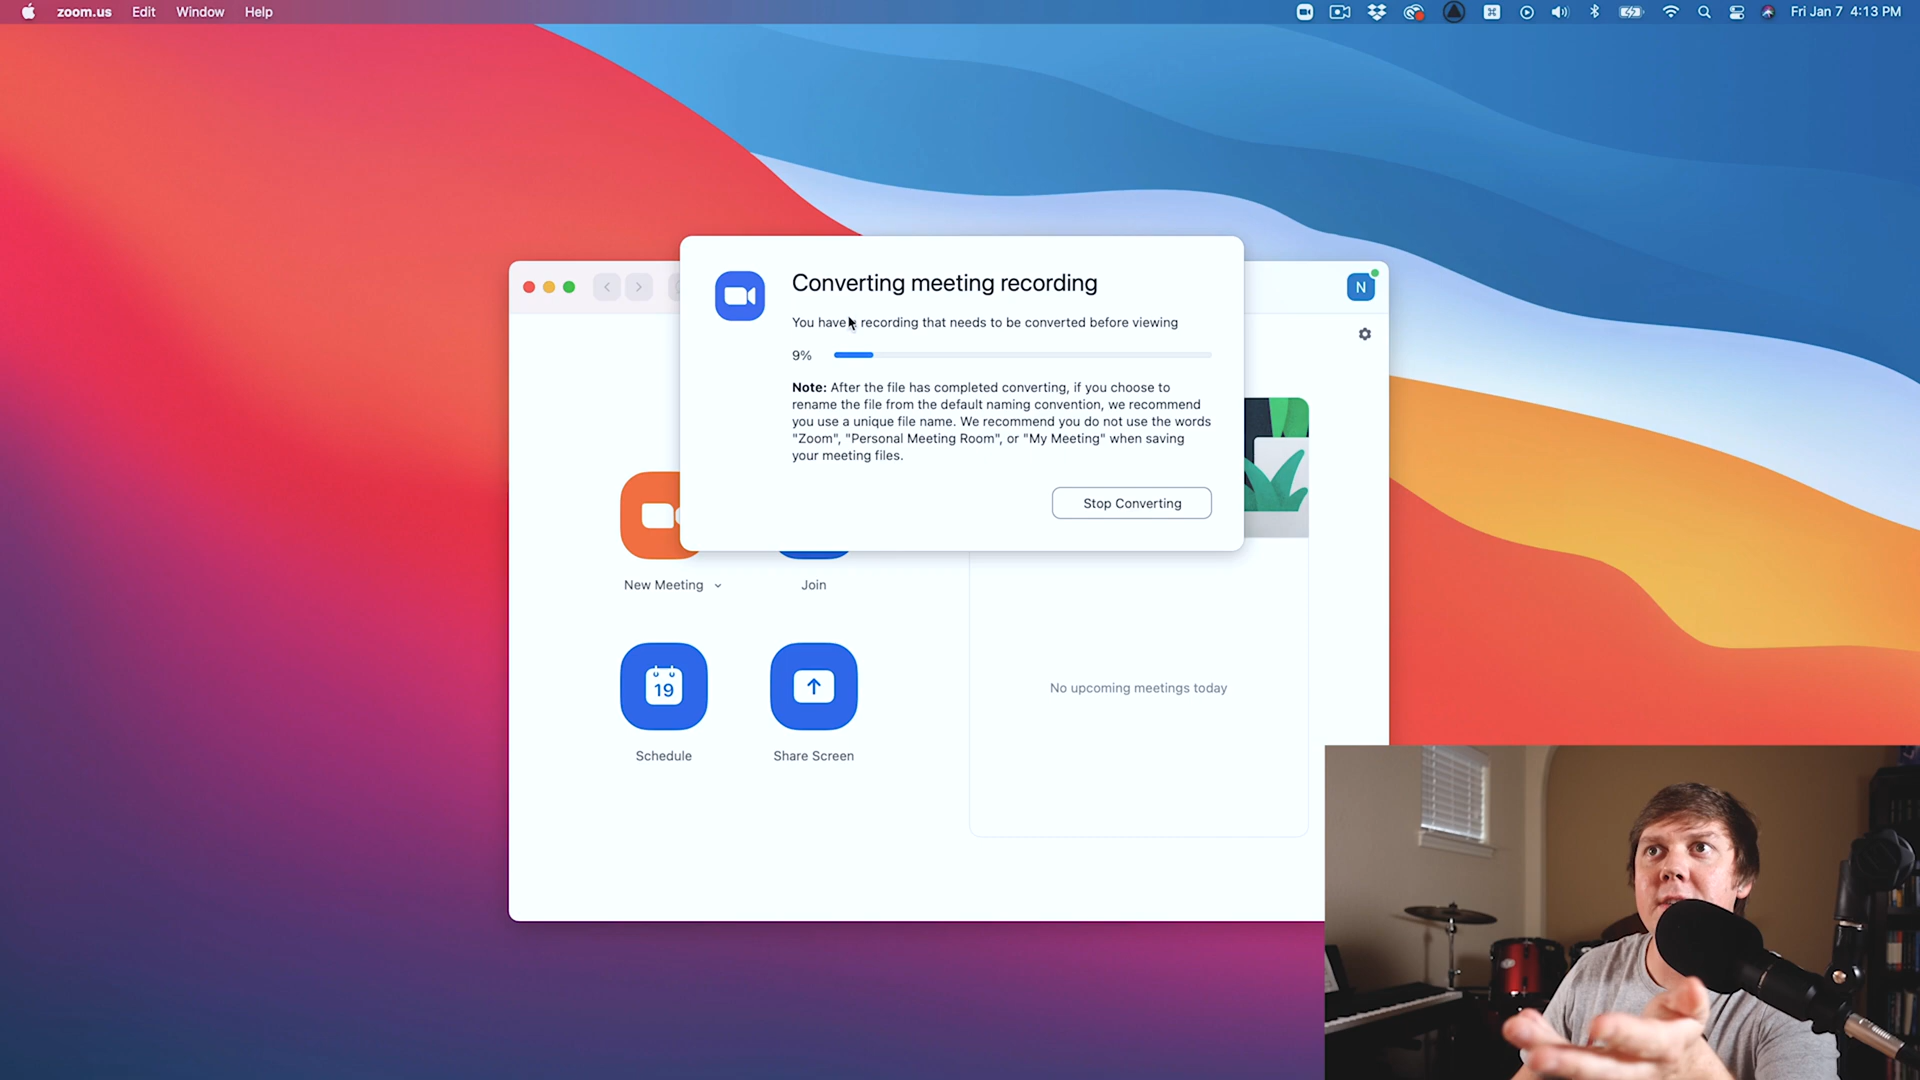 zoom.us Edit Window Help Fri Jan 7 4:13 PM
N
Converting meeting recording
You have recording that needs to be converted before viewing
9%
Note: After the file has completed converting, if you choose to
rename the file from the default naming convention, we recommend
you use a unique file name. We recommend you do not use the words
"Zoom", "Personal Meeting Room", or "My Meeting" when saving
your meeting files.
Stop Converting
New Meeting
Join
19
No upcoming meetings today
Schedule
Share Screen